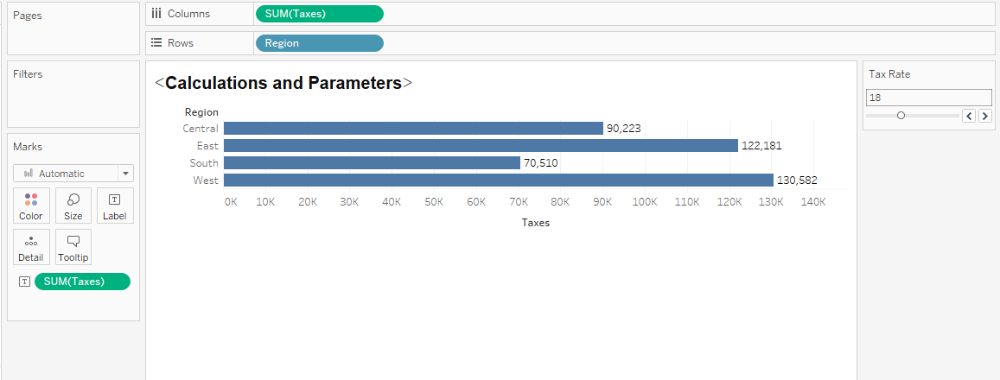 Pages
Columns
SUM(Taxes)
Rows
Region
Filters
Marks
Automatic
Color
Size
Label
Detail
Tooltip
SUM(Taxes)
<Calculations and Parameters>
Region
Central
90,223
East
122,181
South
70,510
West
130,582
0K 10K 20K 30K 40K 50K 60K 70K 80K 90K 100K 110K 120K 130K 140K
Taxes
Tax Rate
18